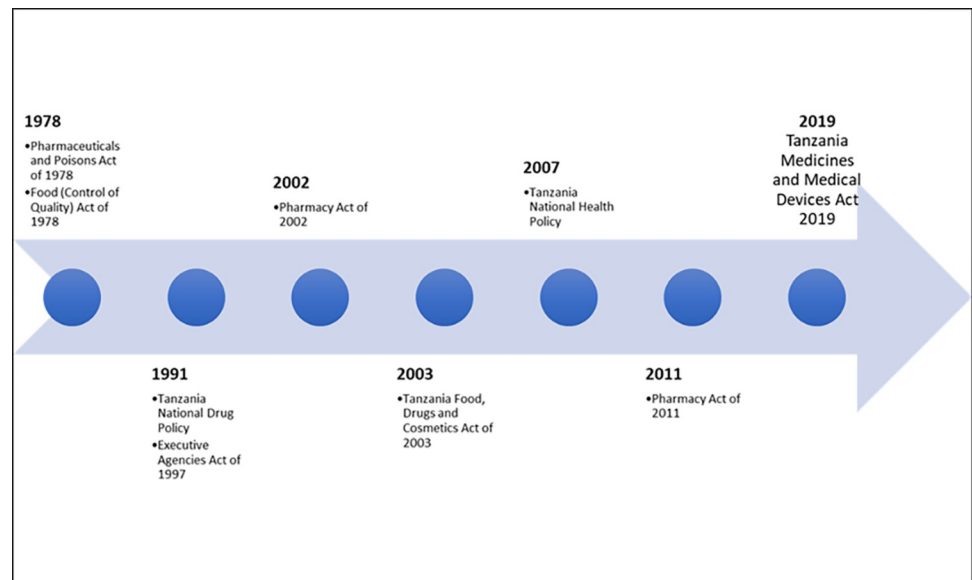 1978
•Pharmaceuticals
and Poisons Act
of 1978
•Food (Control of
Quality) Act of
1978
1991
•Tanzania
National Drug
Policy
•Executive
Agencies Act of
1997
2002
•Pharmacy Act of
2002
2003
•Tanzania Food,
Drugs and
Cosmetics Act of
2003
2007
•Tanzania
National Health
Policy
2011
•Pharmacy Act of
2011
2019
Tanzania
Medicines
and Medical
Devices Act
2019